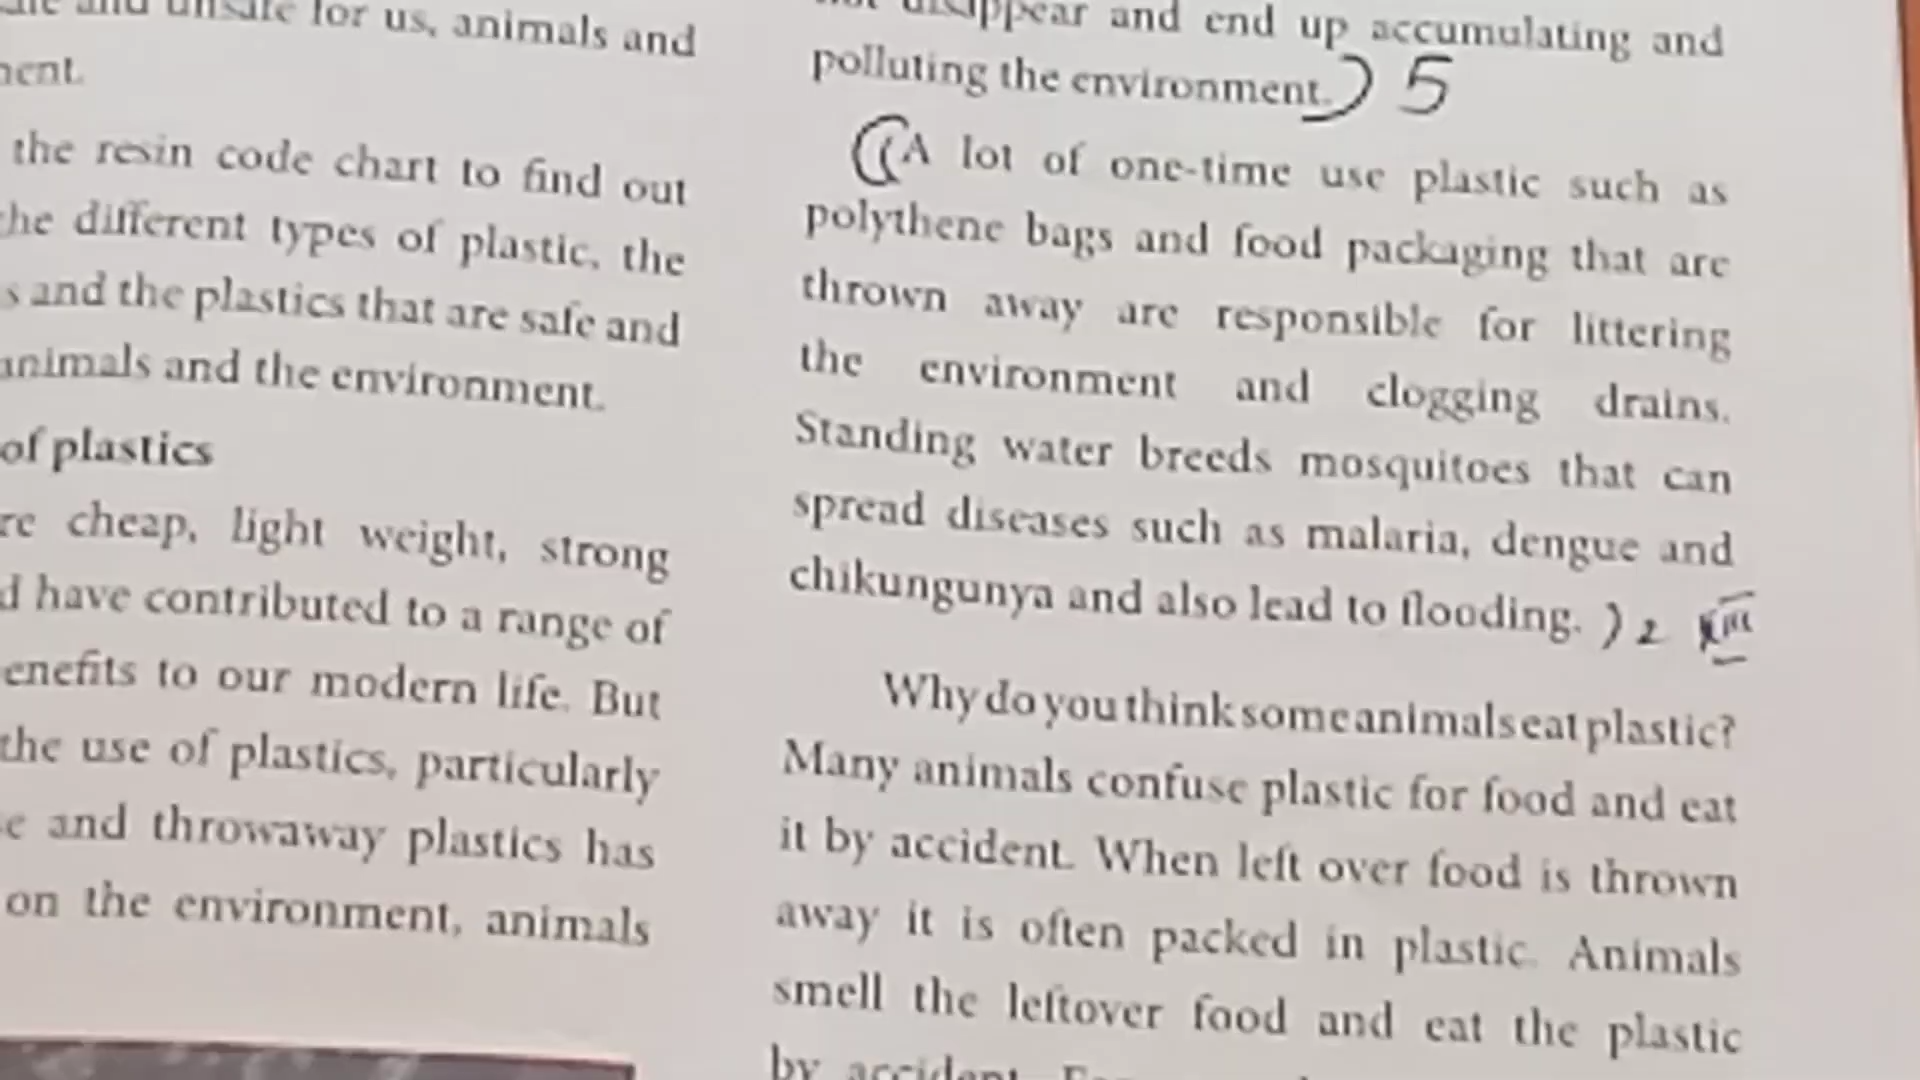 for us, animals and
the resin code chart to find out
the different types of plastic, the
s and the plastics that are safe and
animals and the environment.
of plastics
cheap, light weight, strong
have contributed to a range of
benefits to our modern life. But
the use of plastics, particularly
and throwaway plastics has
on the environment, animals
disappear and end up accumulating and
polluting the environment.) 5
(A lot of one-time use plastic such as
polythene bags and food packaging that are
thrown away are responsible for littering
the environment and clogging drains.
Standing water breeds mosquitoes that can
spread diseases such as malaria, dengue and
chikungunya and also lead to flooding. ) 2
Why do you think some animals eat plastic?
Many animals confuse plastic for food and eat
it by accident. When left over food is thrown
away it is often packed in plastic. Animals
smell the leftover food and eat the plastic
by accident.